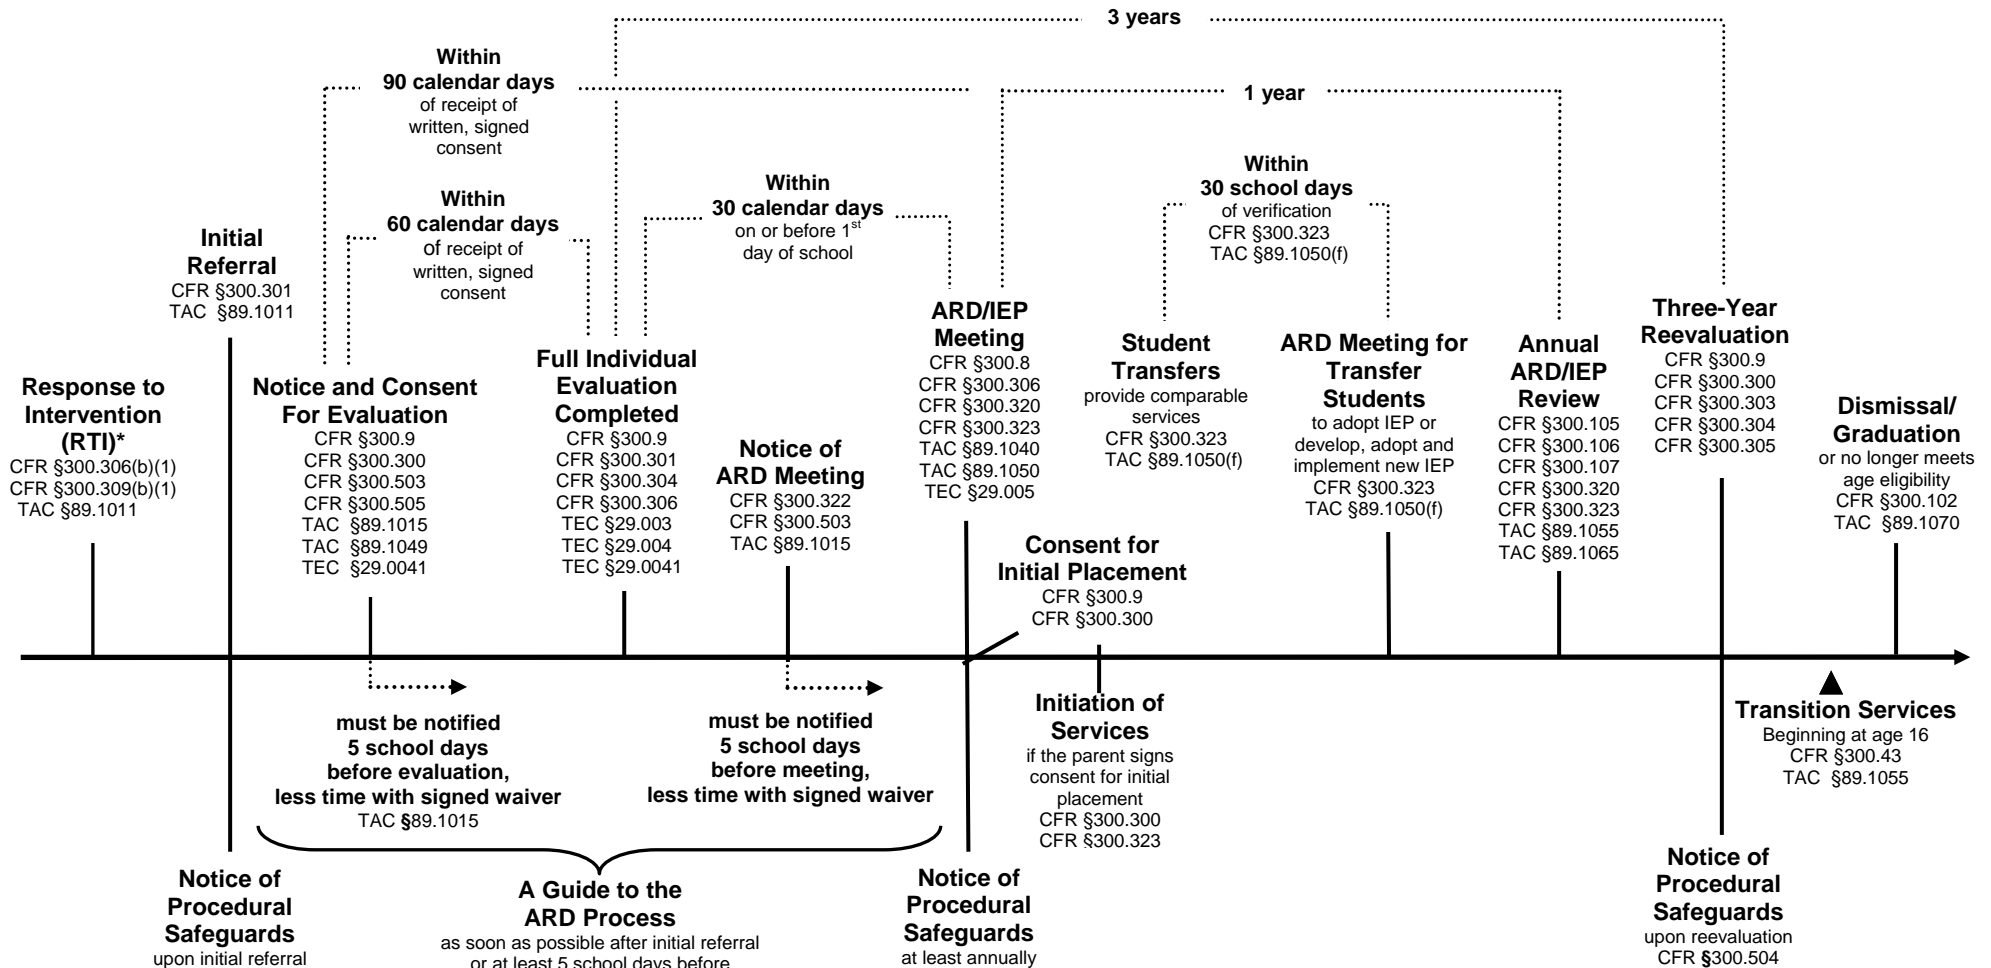 3 years
Within
90 calendar days
of receipt of
written, signed
consent
1 year
Within
60 calendar days
of receipt of
written, signed
consent
Within
30 calendar days
on or before 1st
day of school
Within
30 school days
of verification
CFR §300.323
TAC §89.1050(f)
Response to
Intervention
(RTI)*
CFR §300.306(b)(1)
CFR §300.309(b)(1)
TAC §89.1011
Initial
Referral
CFR §300.301
TAC §89.1011
Notice and Consent
For Evaluation
CFR §300.9
CFR §300.300
CFR §300.503
CFR §300.505
TAC §89.1015
TAC §89.1049
TEC §29.0041
Full Individual
Evaluation
Completed
CFR §300.9
CFR §300.301
CFR §300.304
CFR §300.306
TEC §29.003
TEC §29.004
TEC §29.0041
Notice of
ARD Meeting
CFR §300.322
CFR §300.503
TAC §89.1015
ARD/IEP
Meeting
CFR §300.8
CFR §300.306
CFR §300.320
CFR §300.323
TAC §89.1040
TAC §89.1050
TEC §29.005
Consent for
Initial Placement
CFR §300.9
CFR §300.300
Student
Transfers
provide comparable
services
CFR §300.323
TAC §89.1050(f)
ARD Meeting for
Transfer
Students
to adopt IEP or
develop, adopt and
implement new IEP
CFR §300.323
TAC §89.1050(f)
Annual
ARD/IEP
Review
CFR §300.105
CFR §300.106
CFR §300.107
CFR §300.320
CFR §300.323
TAC §89.1055
TAC §89.1065
Three-Year
Reevaluation
CFR §300.9
CFR §300.300
CFR §300.303
CFR §300.304
CFR §300.305
Dismissal/
Graduation
or no longer meets
age eligibility
CFR §300.102
TAC §89.1070
must be notified
5 school days
before evaluation,
less time with signed waiver
TAC §89.1015
must be notified
5 school days
before meeting,
less time with signed waiver
Initiation of
Services
if the parent signs
consent for initial
placement
CFR §300.300
CFR §300.323
Transition Services
Beginning at age 16
CFR §300.43
TAC §89.1055
Notice of
Procedural
Safeguards
upon initial referral
A Guide to the
ARD Process
as soon as possible after initial referral
or at least 5 school days before
Notice of
Procedural
Safeguards
at least annually
Notice of
Procedural
Safeguards
upon reevaluation
CFR §300.504